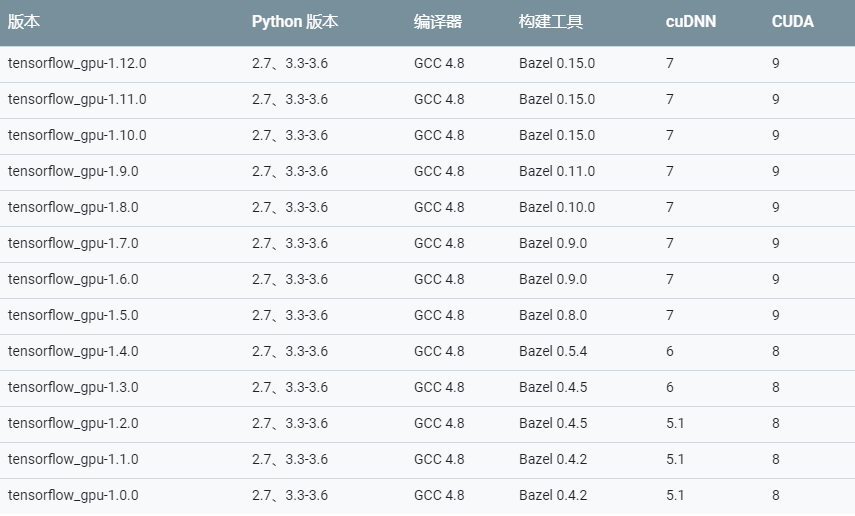 版本 Python 版本 编译器 构建工具 cuDNN CUDA
tensorflow_gpu-1.12.0 2.7、3.3-3.6 GCC 4.8 Bazel 0.15.0 7 9
tensorflow_gpu-1.11.0 2.7、3.3-3.6 GCC 4.8 Bazel 0.15.0 7 9
tensorflow_gpu-1.10.0 2.7、3.3-3.6 GCC 4.8 Bazel 0.15.0 7 9
tensorflow_gpu-1.9.0 2.7、3.3-3.6 GCC 4.8 Bazel 0.11.0 7 9
tensorflow_gpu-1.8.0 2.7、3.3-3.6 GCC 4.8 Bazel 0.10.0 7 9
tensorflow_gpu-1.7.0 2.7、3.3-3.6 GCC 4.8 Bazel 0.9.0 7 9
tensorflow_gpu-1.6.0 2.7、3.3-3.6 GCC 4.8 Bazel 0.9.0 7 9
tensorflow_gpu-1.5.0 2.7、3.3-3.6 GCC 4.8 Bazel 0.8.0 7 9
tensorflow_gpu-1.4.0 2.7、3.3-3.6 GCC 4.8 Bazel 0.5.4 6 8
tensorflow_gpu-1.3.0 2.7、3.3-3.6 GCC 4.8 Bazel 0.4.5 6 8
tensorflow_gpu-1.2.0 2.7、3.3-3.6 GCC 4.8 Bazel 0.4.5 5.1 8
tensorflow_gpu-1.1.0 2.7、3.3-3.6 GCC 4.8 Bazel 0.4.2 5.1 8
tensorflow_gpu-1.0.0 2.7、3.3-3.6 GCC 4.8 Bazel 0.4.2 5.1 8